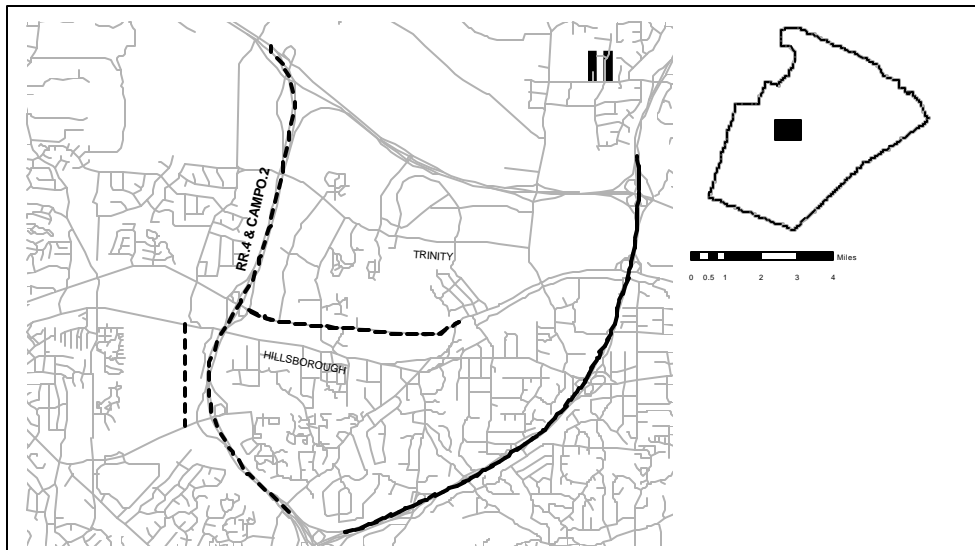 RR.4 & CAMPO.2
TRINITY
HILLSBOROUGH
Miles
0 0.5 1 2 3 4